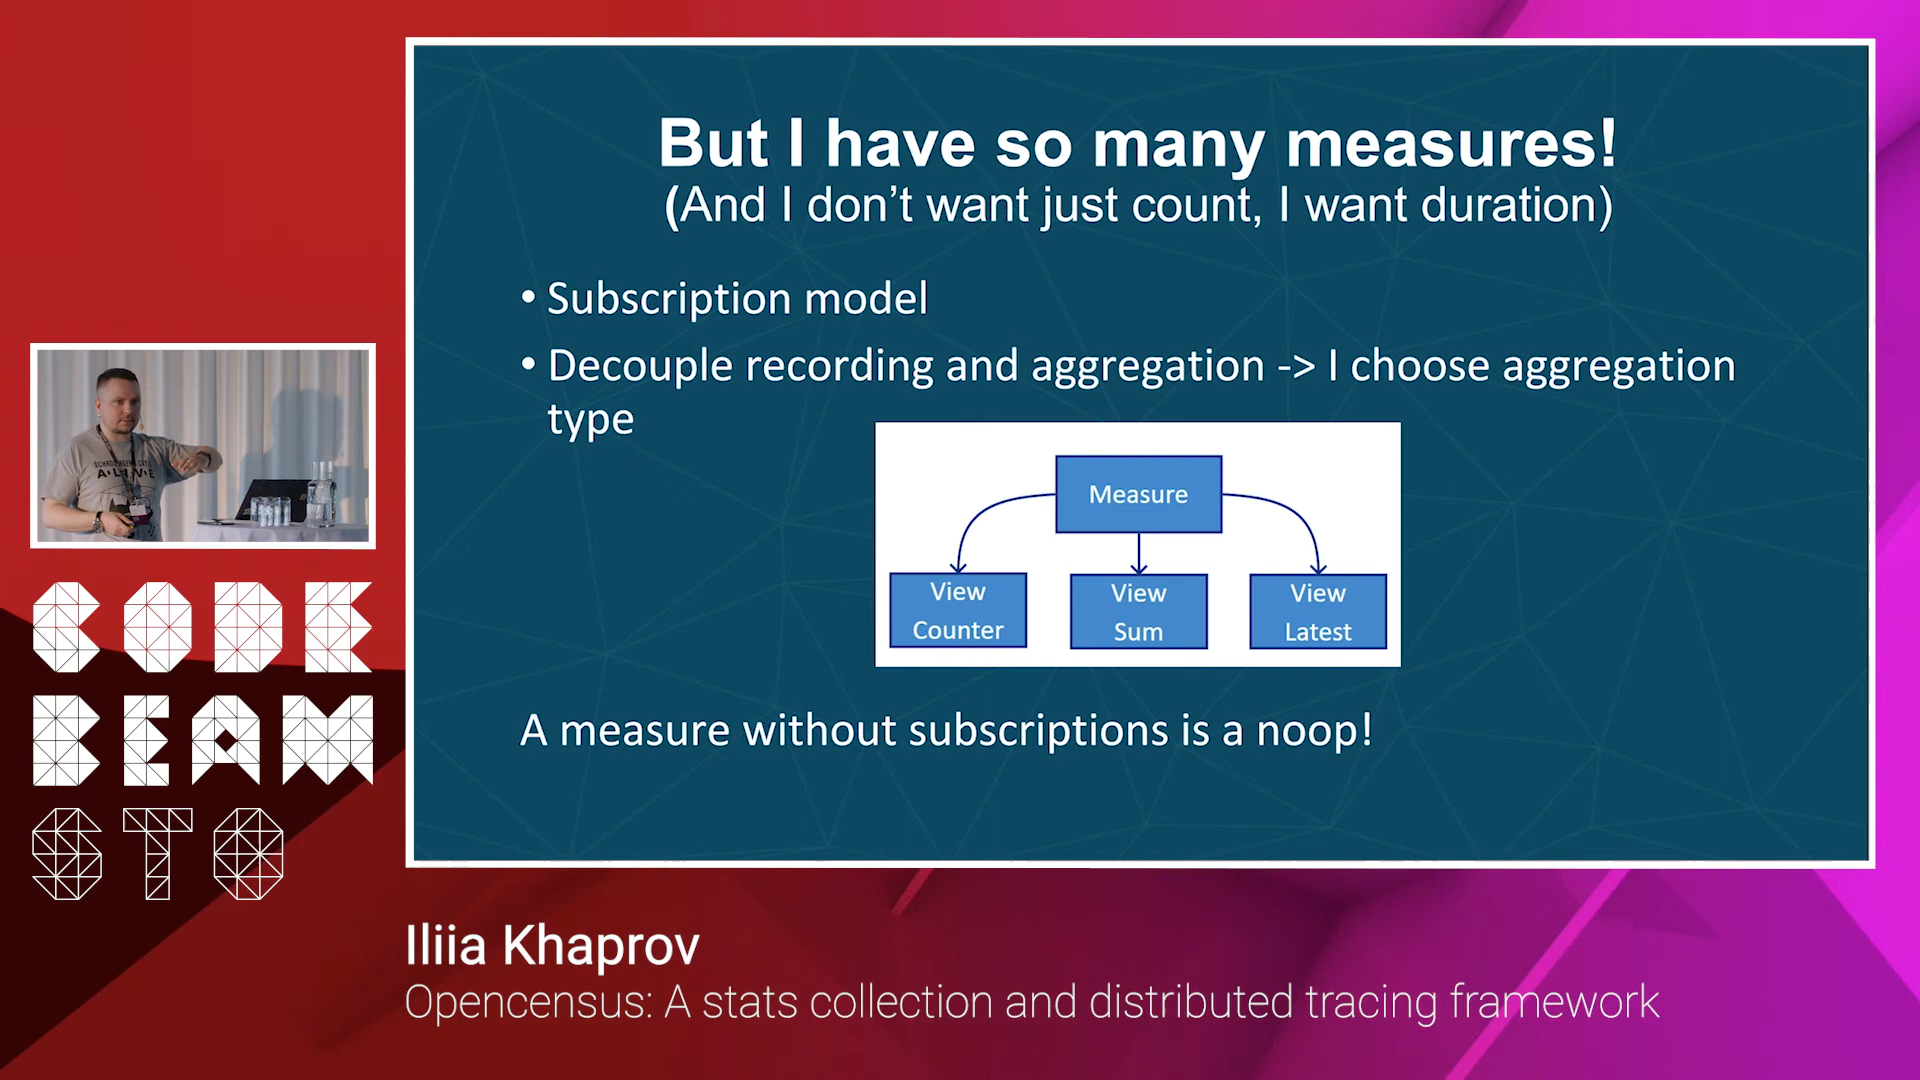 But I have so many measures!
(And I don't want just count, I want duration)
• Subscription model
• Decouple recording and aggregation -> I choose aggregation
type
Measure
View
Counter
View
Sum
View
Latest
A measure without subscriptions is a noop!
A•L•I•V•E
CODE
BEAM
STO
Iliia Khaprov
Opencensus: A stats collection and distributed tracing framework